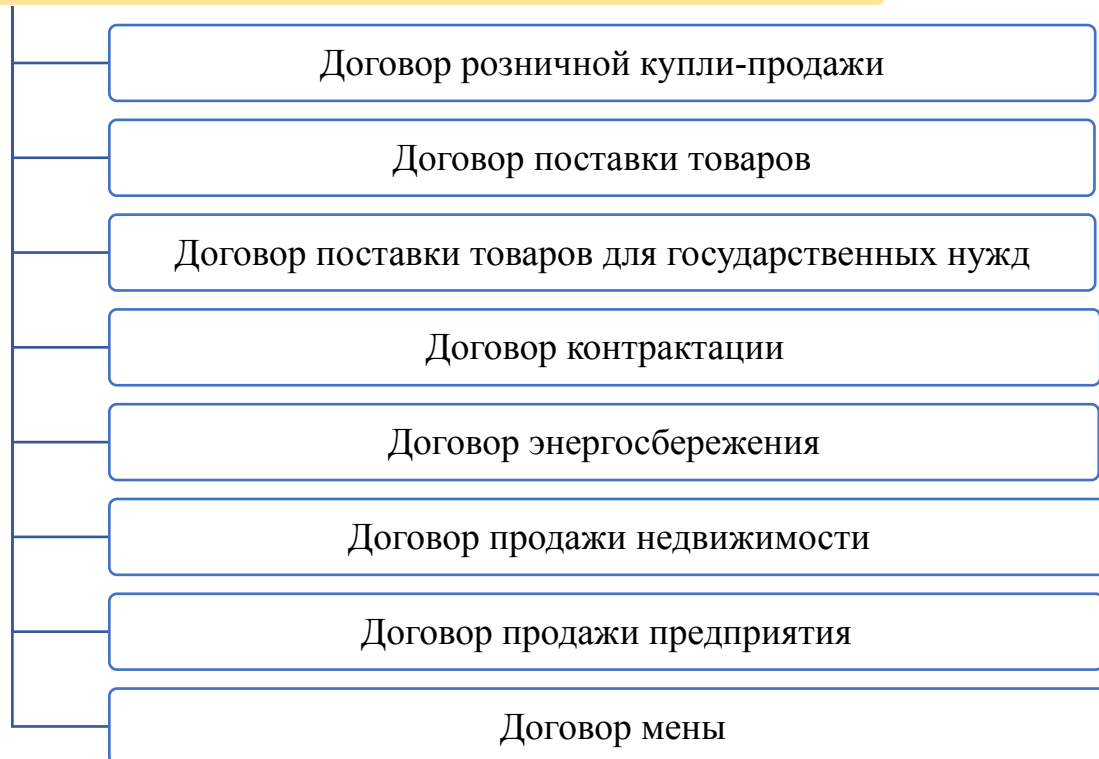 Договор розничной купли-продажи
Договор поставки товаров
Договор поставки товаров для государственных нужд
Договор контрактации
Договор энергосбережения
Договор продажи недвижимости
Договор продажи предприятия
Договор мены